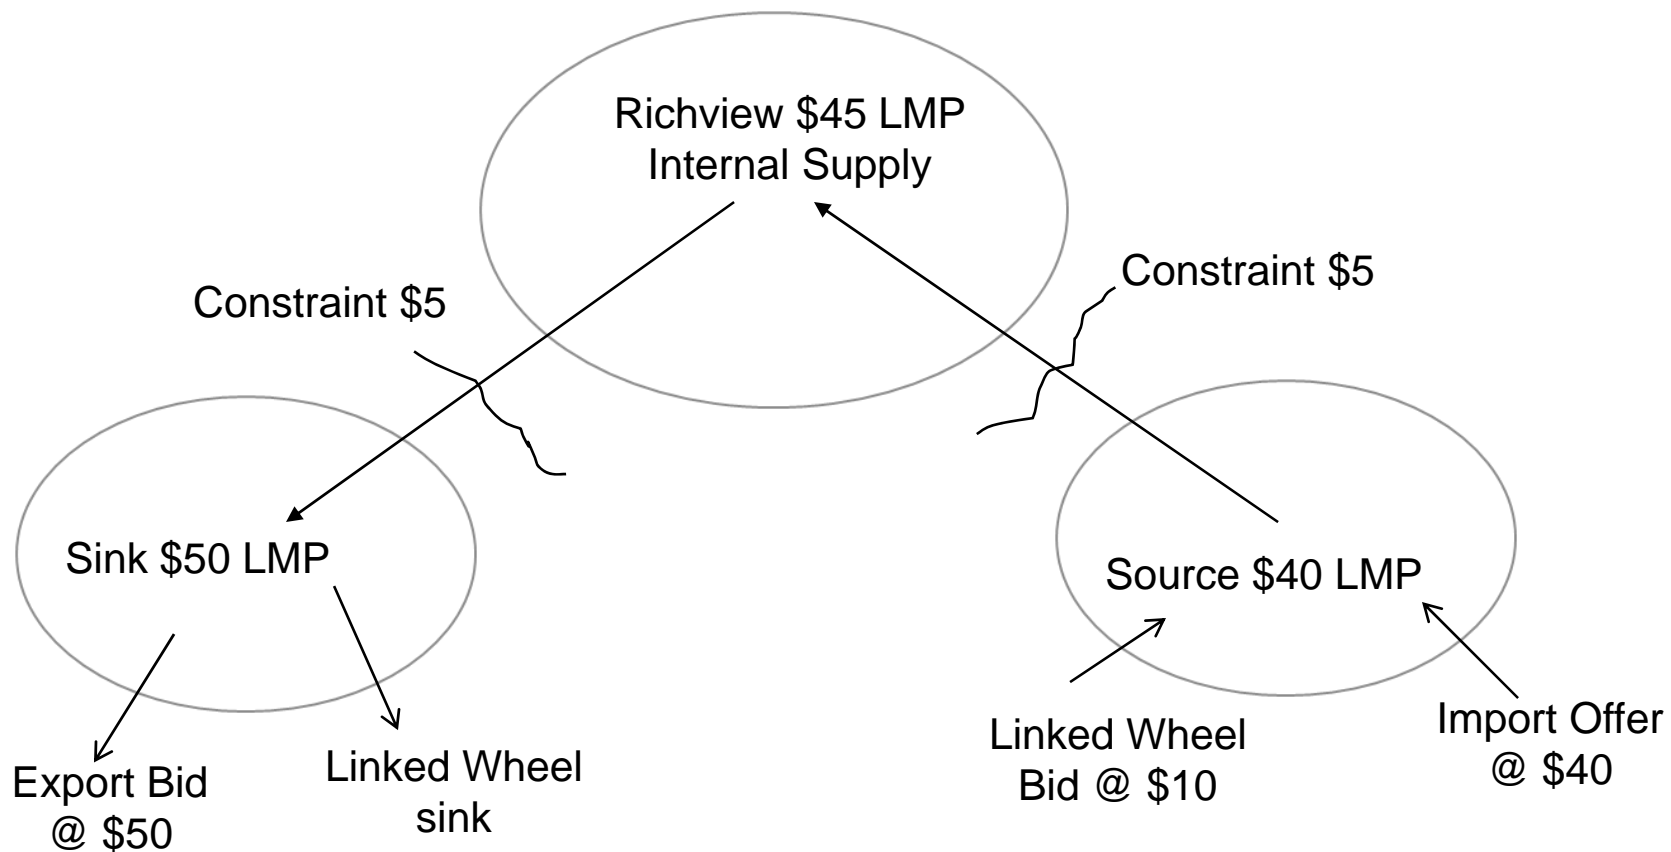 Richview $45 LMP
Internal Supply
Constraint $5
Constraint $5
Sink $50 LMP
Source $40 LMP
Export Bid
@ $50
Linked Wheel
sink
Linked Wheel
Bid @ $10
Import Offer
@ $40